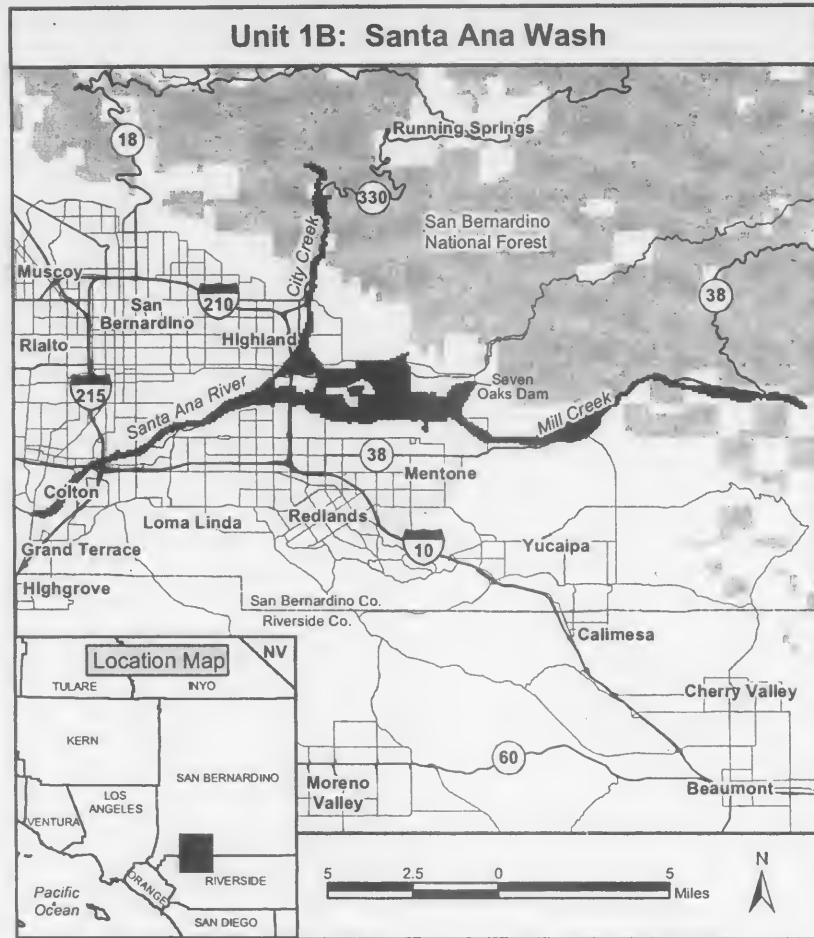 Unit 1B: Santa Ana Wash
18
Running Springs
330
San Bernardino
National Forest
City Creek
Muscoy
San
Bernardino
210
38
Highland
Rialto
215
Santa Ana River
Seven
Oaks Dam
Mill Creek
38
Mentone
Colton
Loma Linda
Redlands
Grand Terrace
10
Yucaipa
Highgrove
San Bernardino Co.
Riverside Co.
Calimesa
Location Map
NV
TULARE
INYO
Cherry Valley
KERN
SAN BERNARDINO
60
LOS
ANGELES
Moreno
Valley
Beaumont
VENTURA
ORANGE
RIVERSIDE
Pacific
Ocean
SAN DIEGO
5 2.5 0 5
Miles
N